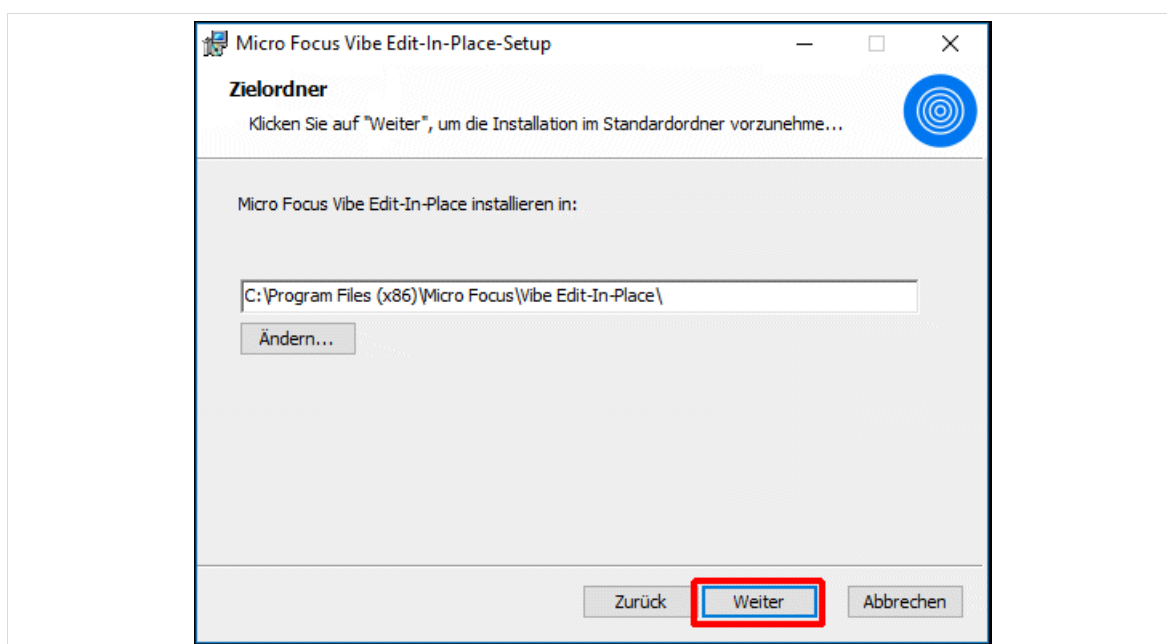 Micro Focus Vibe Edit-In-Place-Setup
Zielordner
Klicken Sie auf "Weiter", um die Installation im Standardordner vorzunehme...
Micro Focus Vibe Edit-In-Place installieren in:
C:\Program Files (x86)\Micro Focus\Vibe Edit-In-Place\
Ändern...
Zurück Weiter Abbrechen